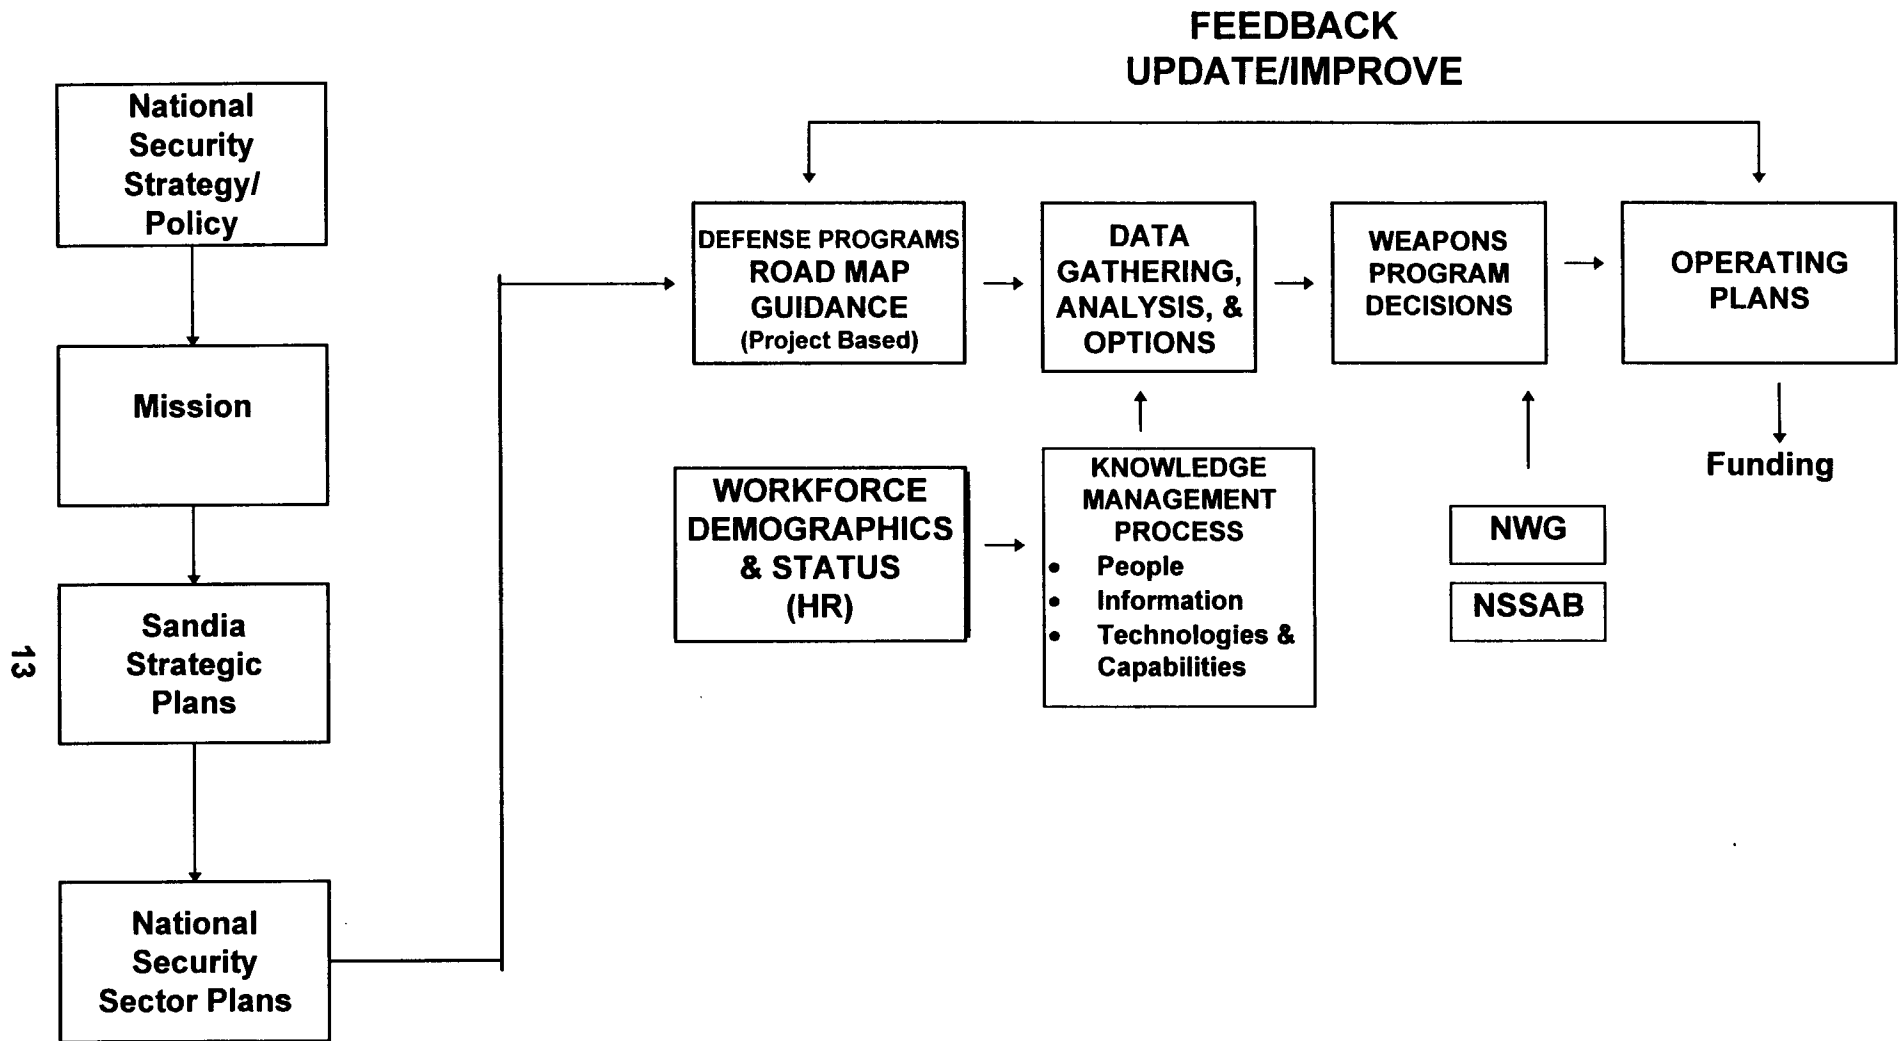 FEEDBACK
UPDATE/IMPROVE
National
Security
Strategy/
Policy
Mission
Sandia
Strategic
Plans
National
Security
Sector Plans
DEFENSE PROGRAMS
ROAD MAP
GUIDANCE
(Project Based)
DATA
GATHERING,
ANALYSIS, &
OPTIONS
WEAPONS
PROGRAM
DECISIONS
OPERATING
PLANS
Funding
WORKFORCE
DEMOGRAPHICS
& STATUS
(HR)
KNOWLEDGE
MANAGEMENT
PROCESS
• People
• Information
• Technologies &
Capabilities
NWG
NSSAB
13